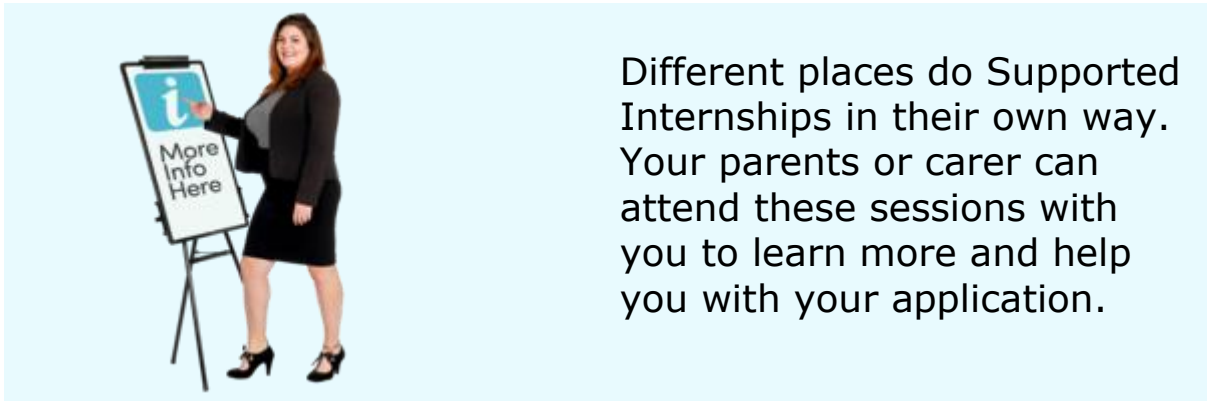 i
More
Info
Here
Different places do Supported
Internships in their own way.
Your parents or carer can
attend these sessions with
you to learn more and help
you with your application.